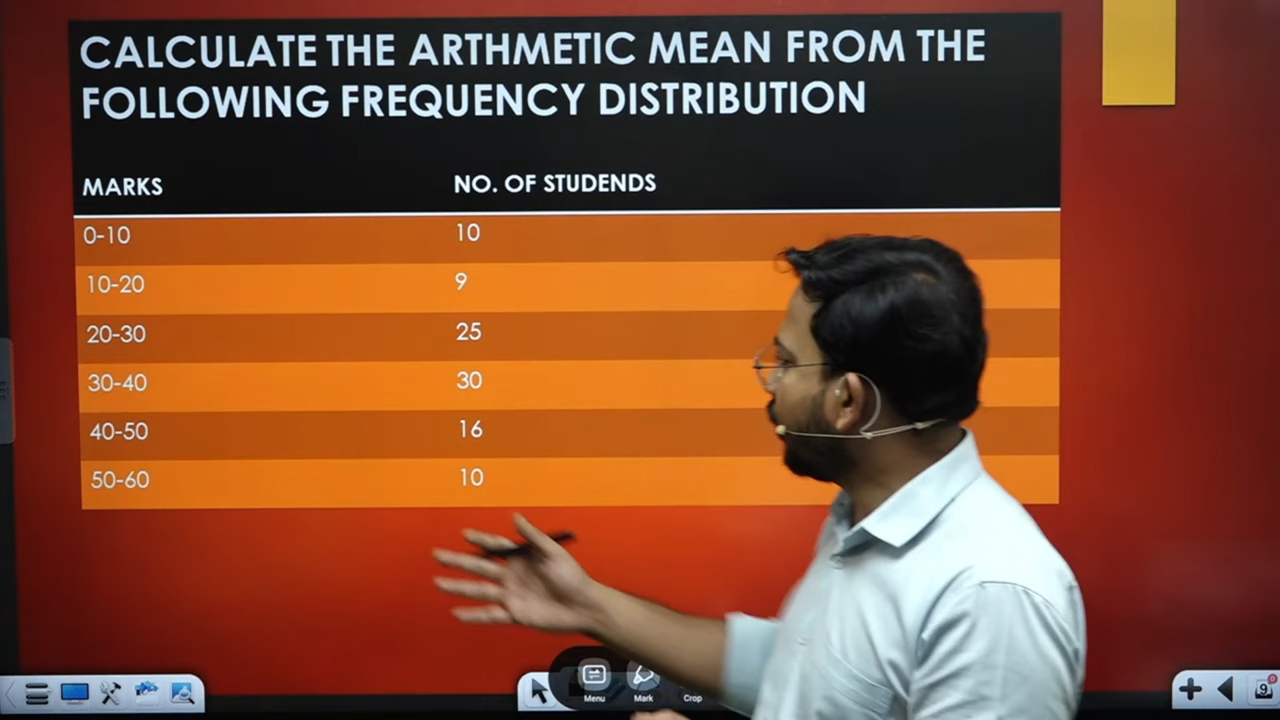 CALCULATE THE ARTHMETIC MEAN FROM THE
FOLLOWING FREQUENCY DISTRIBUTION
MARKS NO. OF STUDENDS
0-10 10
10-20 9
20-30 25
30-40 30
40-50 16
50-60 10
Menu Mark Crop
9